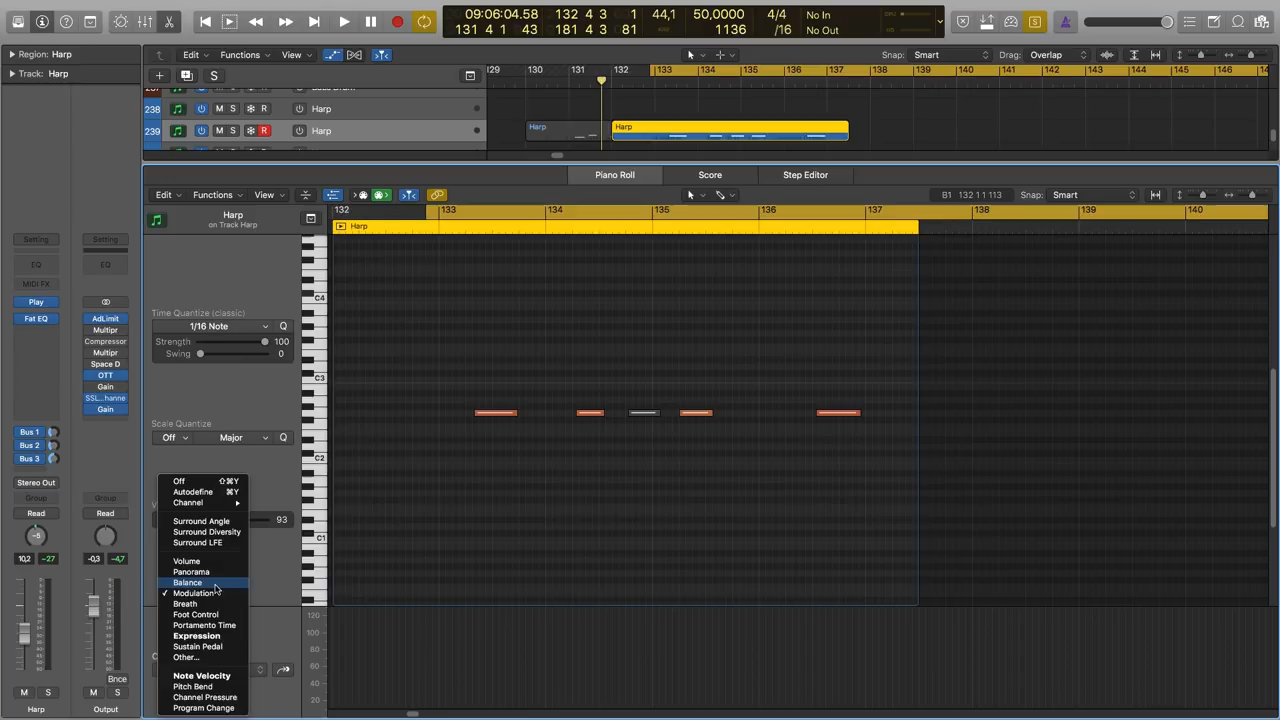 09:06:04.58 132 4 3 1 44,1 50,0000 4/4 No In
131 4 1 43 181 4 3 81 1136 /16 No Out
Region: Harp
Track: Harp
Edit Functions View Snap: Smart Drag: Overlap
S
129 130 131 132 133 134 135 136 137 138 139 140 141 142 143 144 145 146
238 M S R Harp
239 M S R Harp
Harp Harp
Piano Roll Score Step Editor
Edit Functions View B1 132 1 1 113 Snap: Smart
Harp
on Track Harp
132 133 134 135 136 137 138 139 140
Harp
Setting Setting
EQ EQ
MIDI FX
Play
Fat EQ AdLimit
Multipr
Compressor
Multipr
Space D
OTT
Gain
SSL...hanne
Gain
Bus 1
Bus 2
Bus 3
Stereo Out
Group Group
Read Read
10,2 -27 -0,3 -4,7
Bnce
M S M S
Harp Output
Time Quantize (classic)
1/16 Note Q
Strength 100
Swing 0
Scale Quantize
Off Major Q
93
C4
C3
C2
C1
Off ⇧⌘Y
Autodefine ⌘Y
Channel
Surround Angle
Surround Diversity
Surround LFE
Volume
Panorama
Balance
✓ Modulation
Breath
Foot Control
Portamento Time
Expression
Sustain Pedal
Other...
Note Velocity
Pitch Bend
Channel Pressure
Program Change
120
100
80
60
40
20